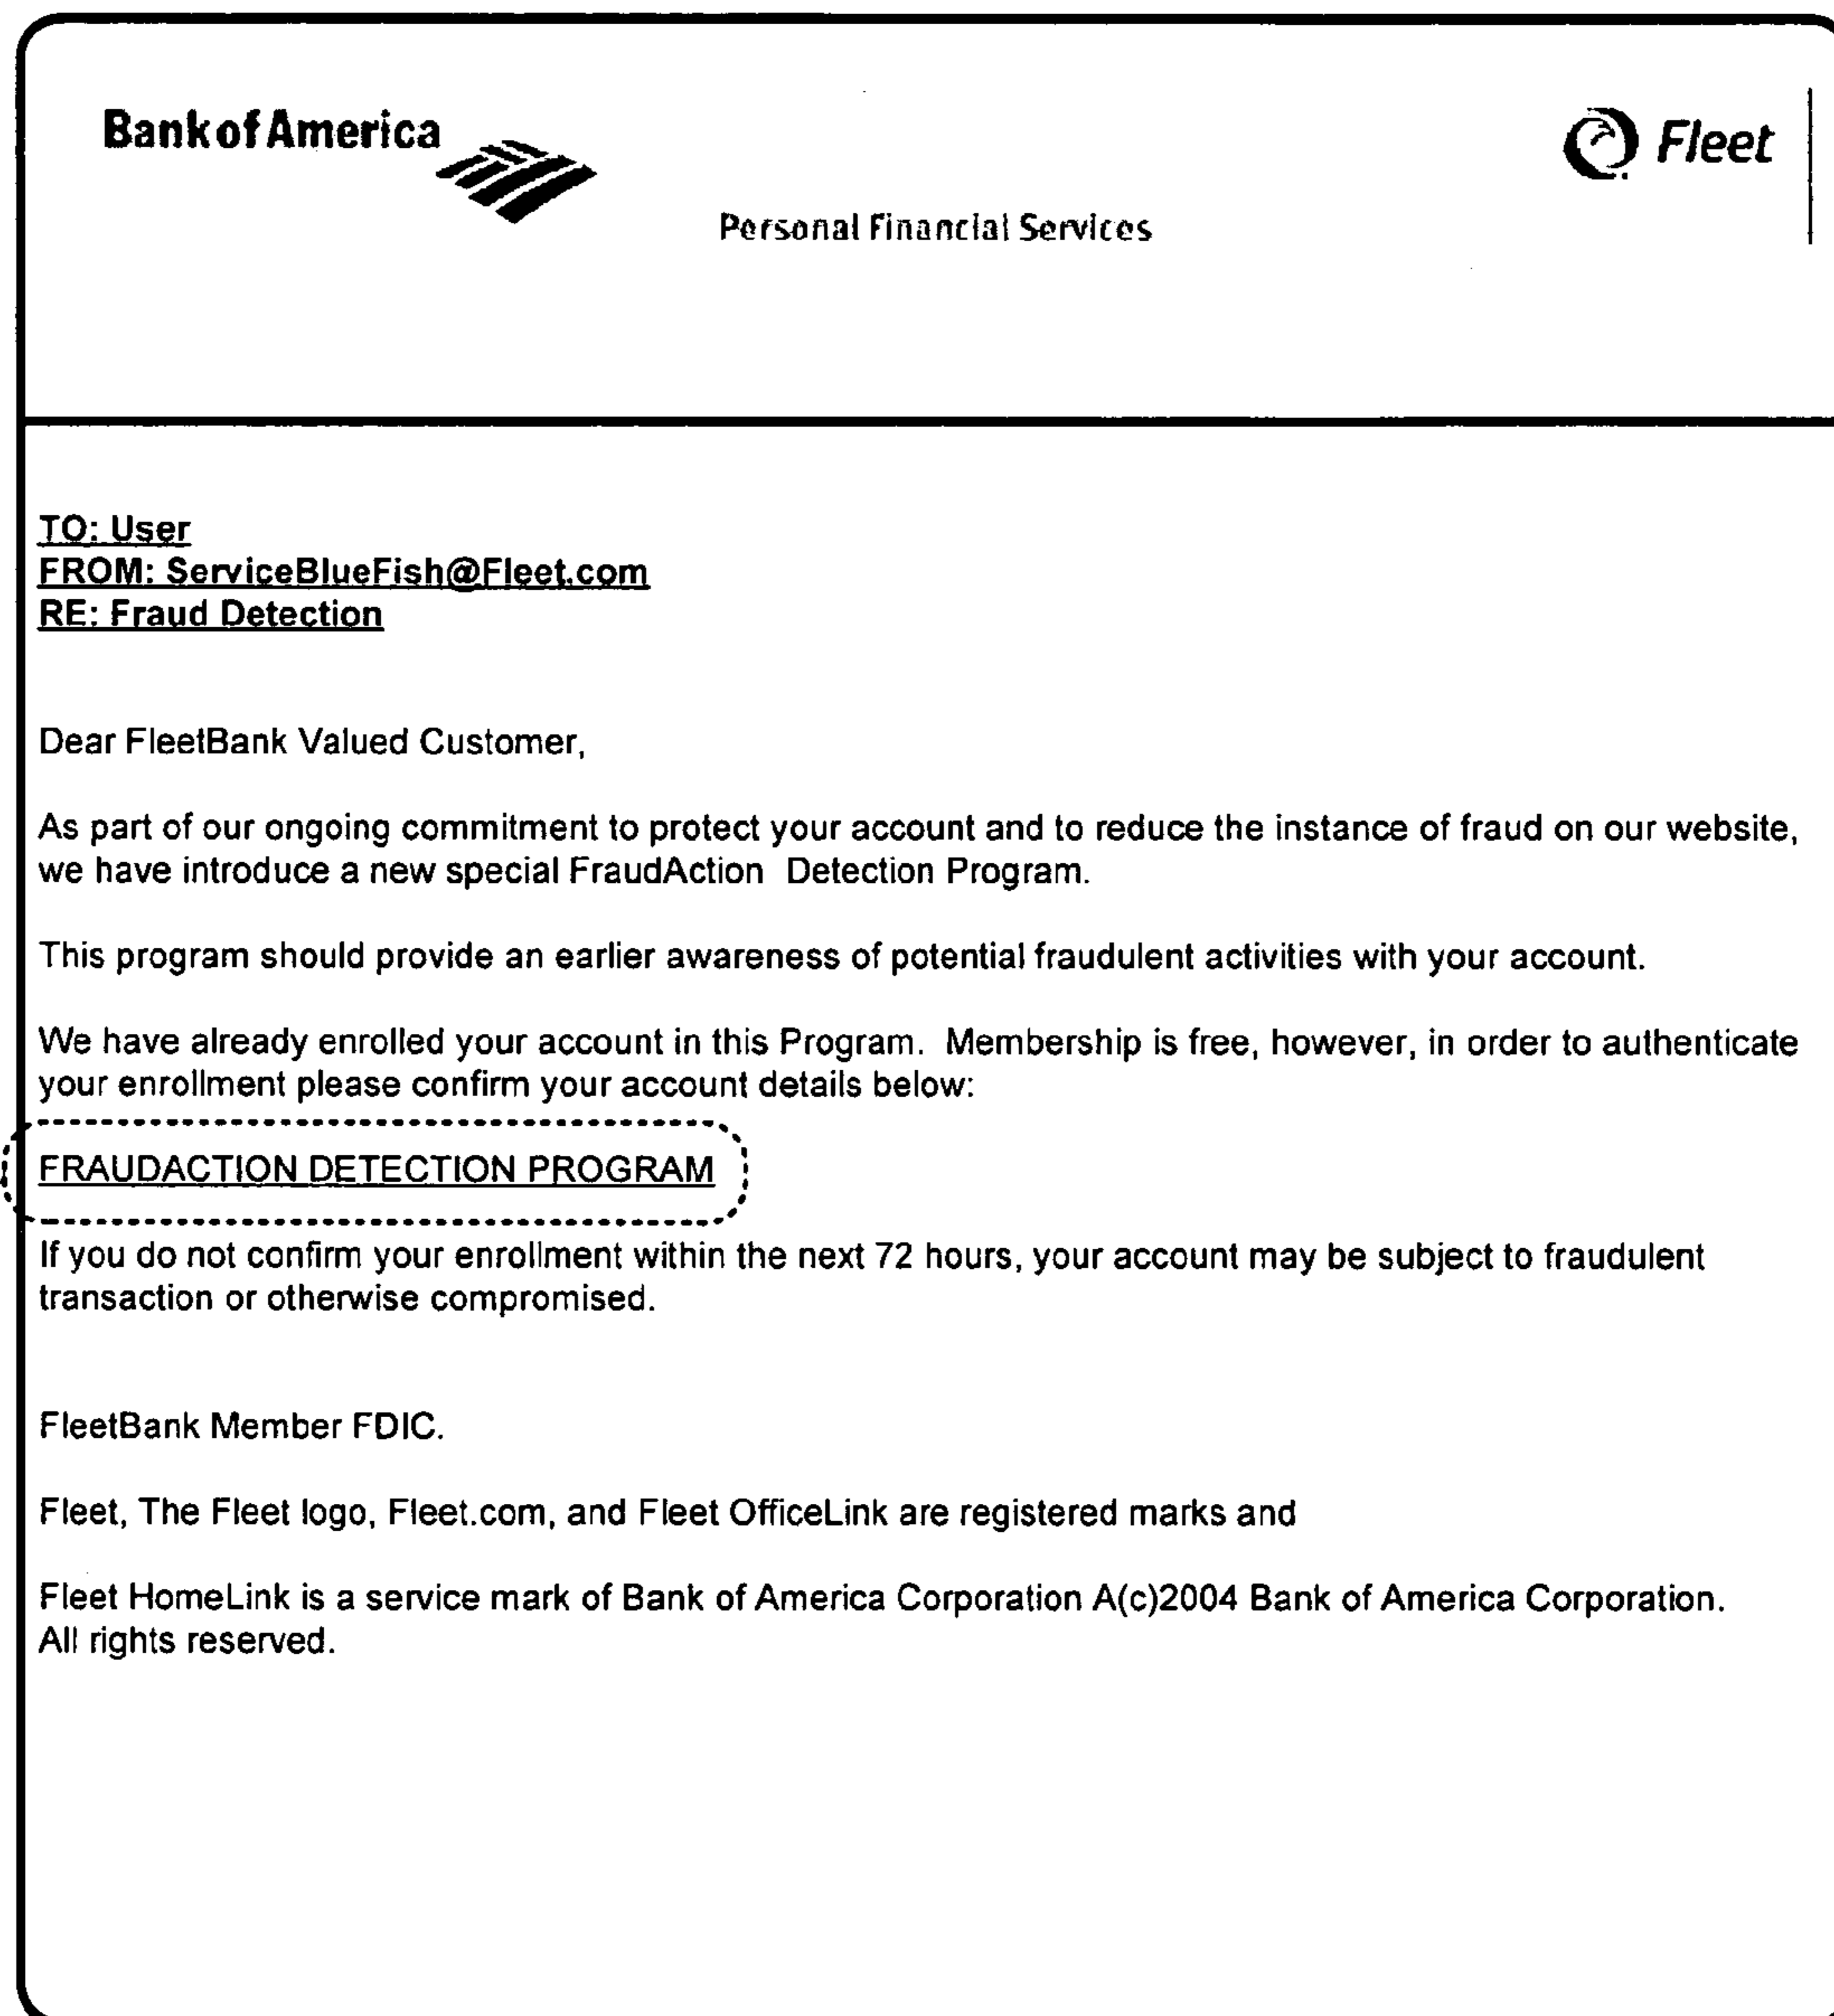 Bank of America
Fleet
Personal Financial Services
TO: User
FROM: ServiceBlueFish@Fleet.com
RE: Fraud Detection
Dear FleetBank Valued Customer,
As part of our ongoing commitment to protect your account and to reduce the instance of fraud on our website,
we have introduce a new special FraudAction  Detection Program.
This program should provide an earlier awareness of potential fraudulent activities with your account.
We have already enrolled your account in this Program.  Membership is free, however, in order to authenticate
your enrollment please confirm your account details below:
FRAUDACTION DETECTION PROGRAM
If you do not confirm your enrollment within the next 72 hours, your account may be subject to fraudulent
transaction or otherwise compromised.
FleetBank Member FDIC.
Fleet, The Fleet logo, Fleet.com, and Fleet OfficeLink are registered marks and
Fleet HomeLink is a service mark of Bank of America Corporation A(c)2004 Bank of America Corporation.
All rights reserved.